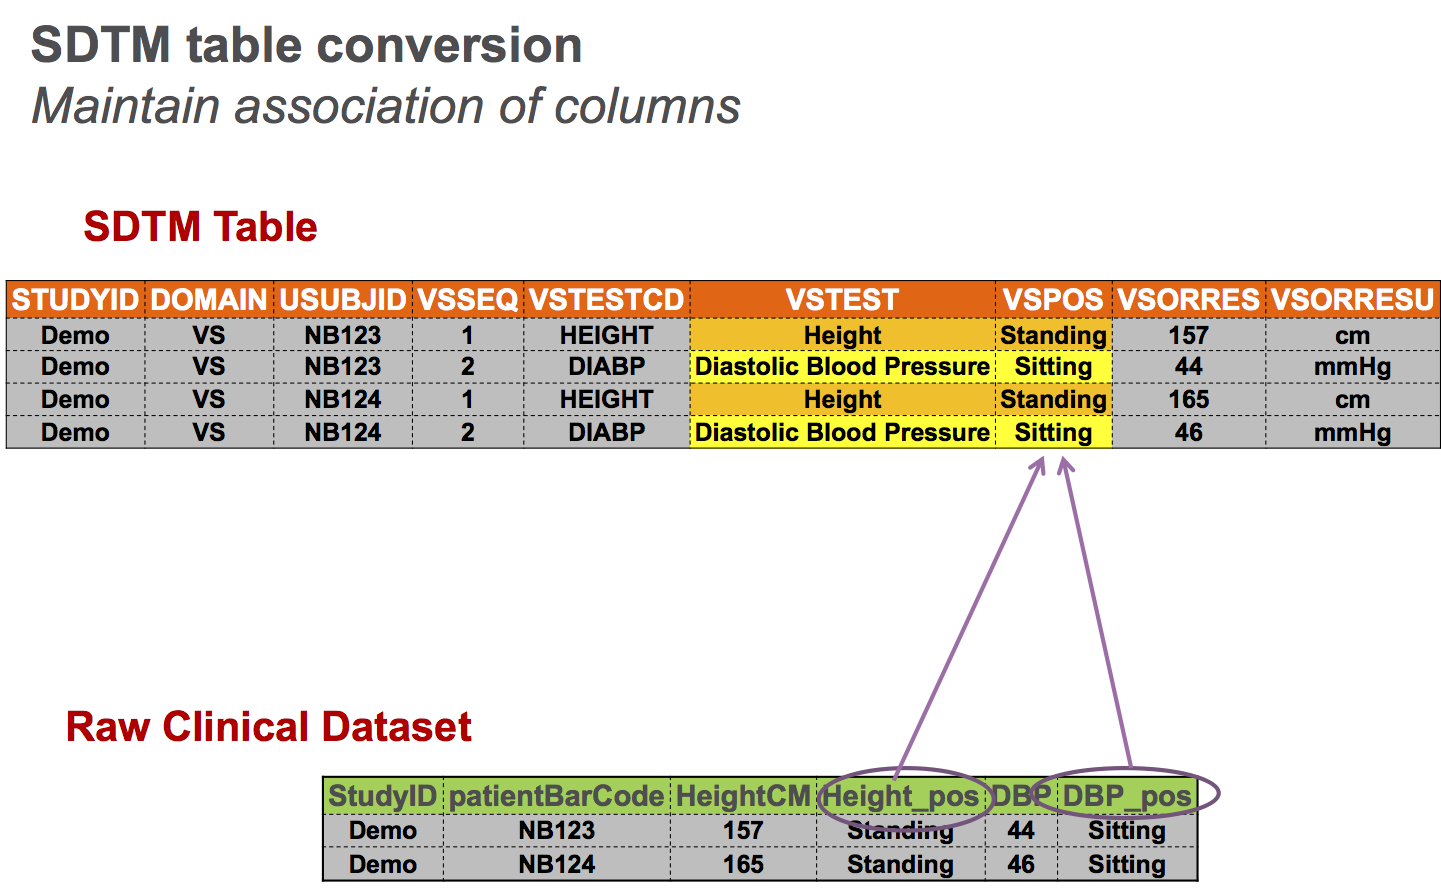 SDTM table conversion
Maintain association of columns
SDTM Table
STUDYID DOMAIN USUBJID VSSEQ VSTESTCD VSTEST VSPOS VSORRES VSORRESU
Demo VS NB123 1 HEIGHT Height Standing 157 cm
Demo VS NB123 2 DIABP Diastolic Blood Pressure Sitting 44 mmHg
Demo VS NB124 1 HEIGHT Height Standing 165 cm
Demo VS NB124 2 DIABP Diastolic Blood Pressure Sitting 46 mmHg
Raw Clinical Dataset
StudyID patientBarCode HeightCM Height_pos DBP DBP_pos
Demo NB123 157 Standing 44 Sitting
Demo NB124 165 Standing 46 Sitting